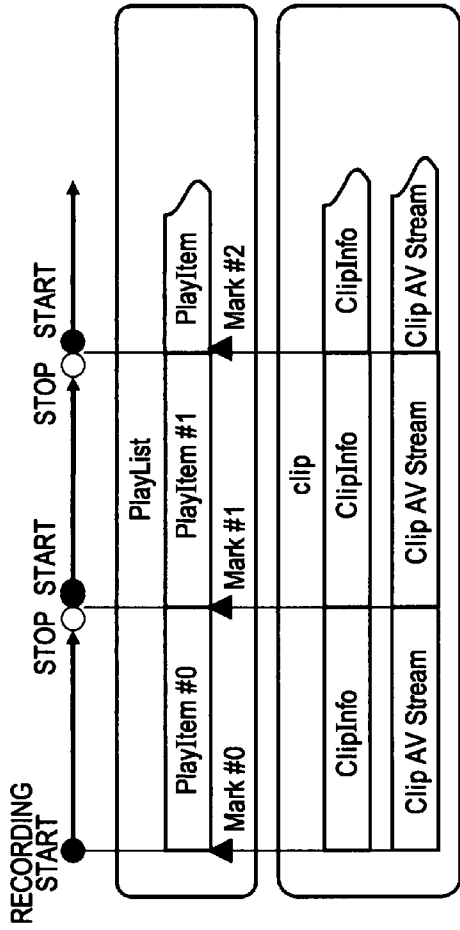 RECORDING
START
STOP START
STOP START
PlayList
PlayItem #0
PlayItem #1
PlayItem
Mark #0
Mark #1
Mark #2
clip
ClipInfo
ClipInfo
ClipInfo
Clip AV Stream
Clip AV Stream
Clip AV Stream